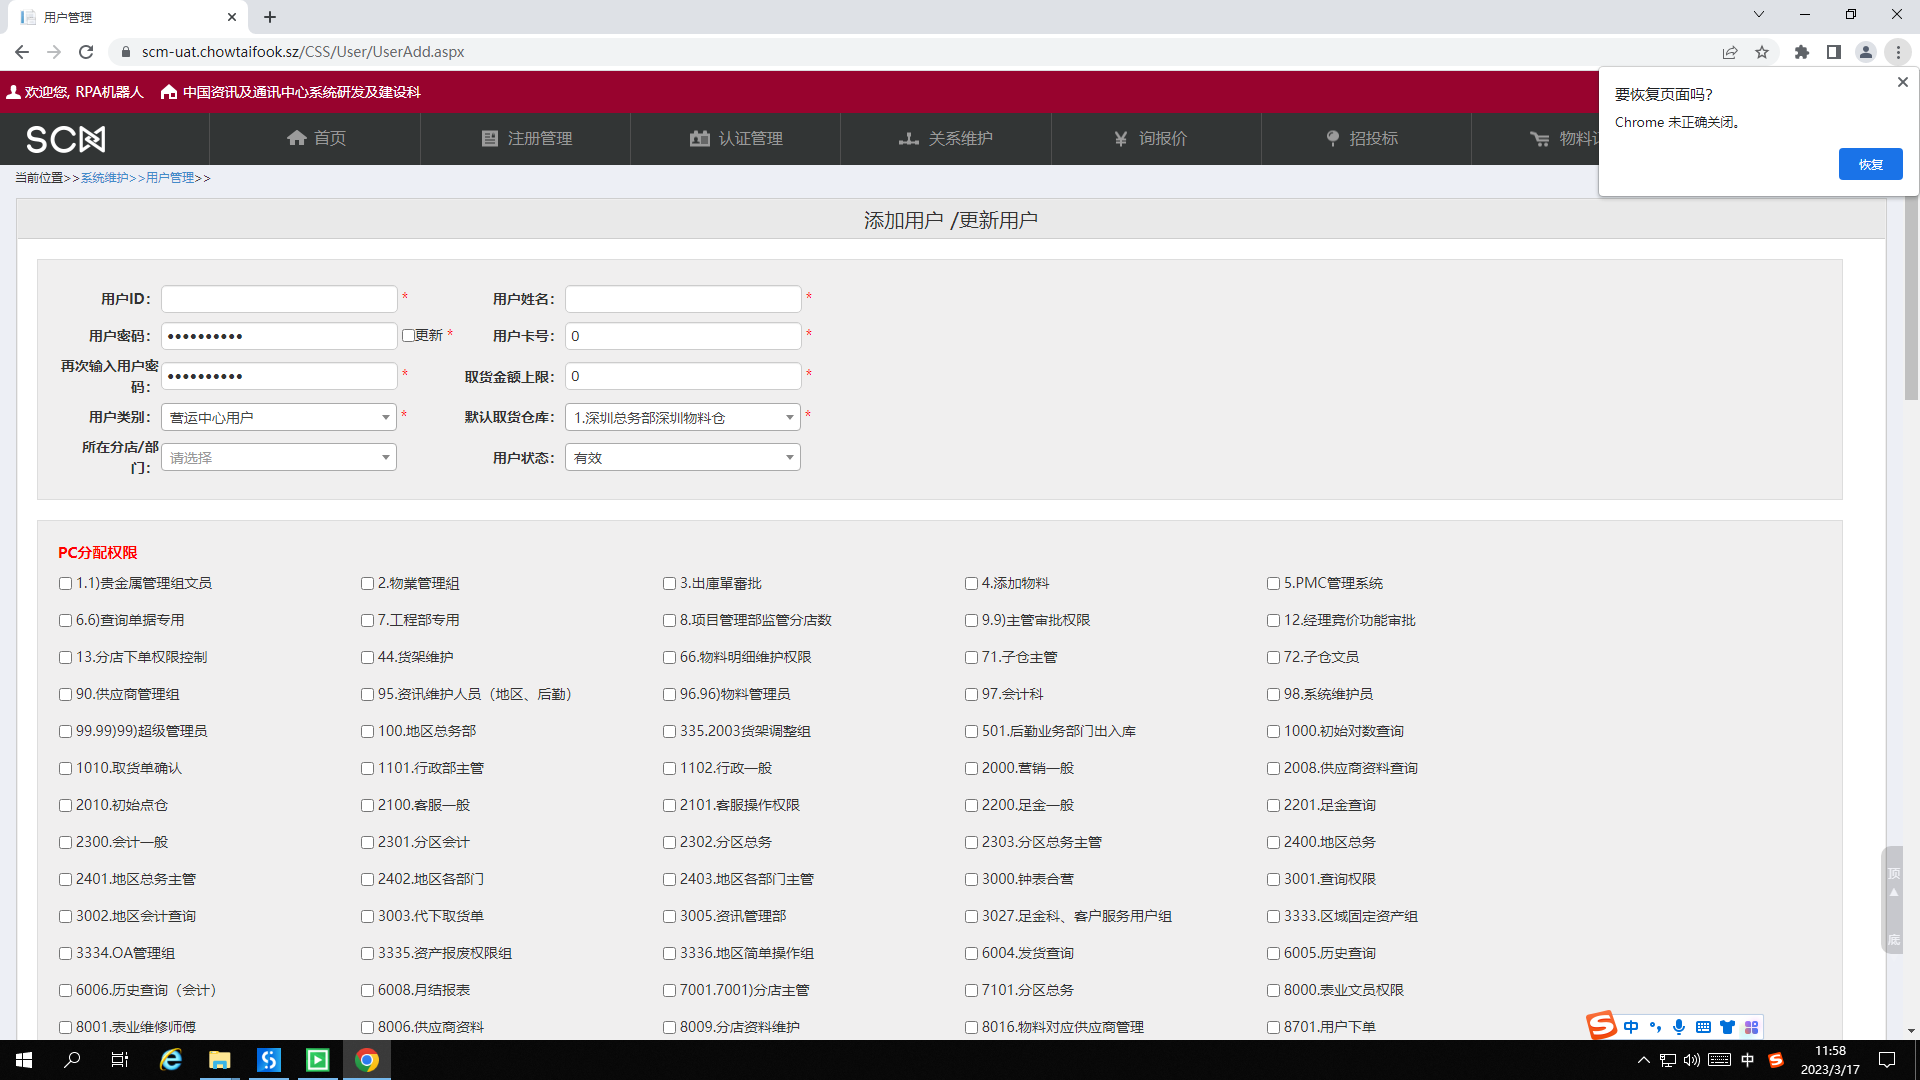 用户管理
scm-uat.chowtaifook.sz/CSS/User/UserAdd.aspx
欢迎您, RPA机器人 中国资讯及通讯中心系统研发及建设科
要恢复页面吗?
Chrome 未正确关闭。
恢复
SCM 首页 注册管理 认证管理 关系维护 询报价 招投标 物料
当前位置>>系统维护>>用户管理>>
添加用户 /更新用户
用户ID: * 用户姓名: *
用户密码: •••••••••• 更新 * 用户卡号: 0 *
再次输入用户密码: •••••••••• * 取货金额上限: 0 *
用户类别: 营运中心用户 * 默认取货仓库: 1.深圳总务部深圳物料仓 *
所在分店/部门: 请选择 用户状态: 有效
PC分配权限
1.1)贵金属管理组文员 2.物業管理組 3.出庫單審批 4.添加物料 5.PMC管理系统
6.6)查询单据专用 7.工程部专用 8.项目管理部监管分店数 9.9)主管审批权限 12.经理竞价功能审批
13.分店下单权限控制 44.货架维护 66.物料明细维护权限 71.子仓主管 72.子仓文员
90.供应商管理组 95.资讯维护人员（地区、后勤） 96.96)物料管理员 97.会计科 98.系统维护员
99.99)99)超级管理员 100.地区总务部 335.2003货架调整组 501.后勤业务部门出入库 1000.初始对数查询
1010.取货单确认 1101.行政部主管 1102.行政一般 2000.营销一般 2008.供应商资料查询
2010.初始点仓 2100.客服一般 2101.客服操作权限 2200.足金一般 2201.足金查询
2300.会计一般 2301.分区会计 2302.分区总务 2303.分区总务主管 2400.地区总务
2401.地区总务主管 2402.地区各部门 2403.地区各部门主管 3000.钟表合营 3001.查询权限
3002.地区会计查询 3003.代下取货单 3005.资讯管理部 3027.足金科、客户服务用户组 3333.区域固定资产组
3334.OA管理组 3335.资产报废权限组 3336.地区简单操作组 6004.发货查询 6005.历史查询
6006.历史查询（会计） 6008.月结报表 7001.7001)分店主管 7101.分区总务 8000.表业文员权限
8001.表业维修师傅 8006.供应商资料 8009.分店资料维护 8016.物料对应供应商管理 8701.用户下单
顶
底
中
中
11:58
2023/3/17